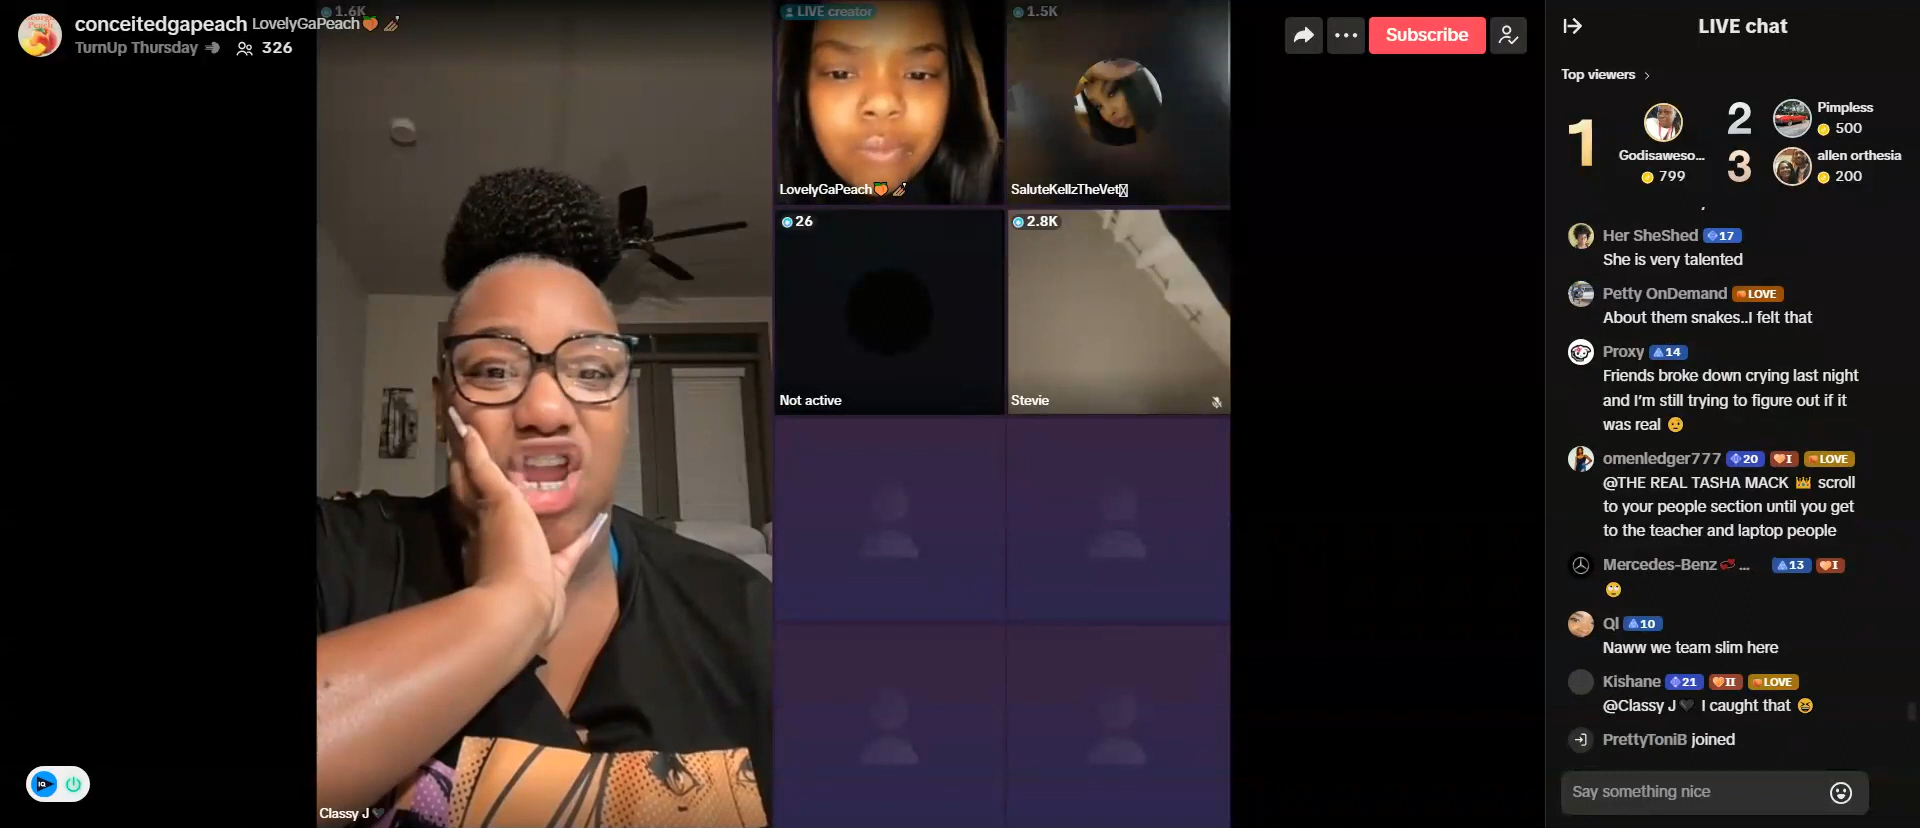 conceitedgapeach LovelyGaPeach🍑💅🏾
TurnUp Thursday 326
1.6K
LIVE creator
1.5K
Subscribe
LovelyGaPeach🍑💅🏾
SaluteKellzTheVet
26
2.8K
Not active
Stevie
Classy J🖤
IQ
LIVE chat
Top viewers >
1
Godisaweso...
799
2
Pimpless
500
3
allen orthesia
200
Her SheShed 17
She is very talented
Petty OnDemand LOVE
About them snakes..I felt that
Proxy 14
Friends broke down crying last night
and I'm still trying to figure out if it
was real 😢
omenledger777 20 I LOVE
@THE REAL TASHA MACK 👑 scroll
to your people section until you get
to the teacher and laptop people
Mercedes-Benz💞... 13 I
🙄
QI 10
Naww we team slim here
Kishane 21 II LOVE
@Classy J🖤 I caught that 😆
PrettyToniB joined
Say something nice